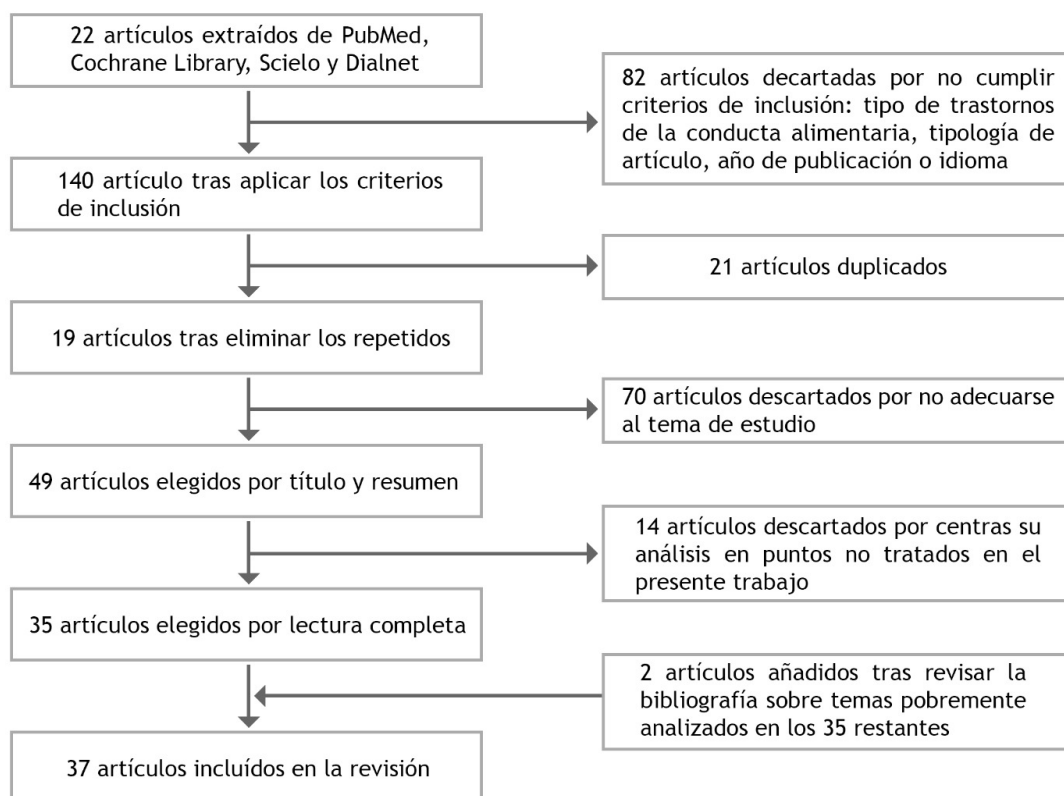 22 artículos extraídos de PubMed,
Cochrane Library, Scielo y Dialnet
82 artículos decartadas por no cumplir
criterios de inclusión: tipo de trastornos
de la conducta alimentaria, tipología de
artículo, año de publicación o idioma
140 artículo tras aplicar los criterios
de inclusión
21 artículos duplicados
19 artículos tras eliminar los repetidos
70 artículos descartados por no adecuarse
al tema de estudio
49 artículos elegidos por título y resumen
14 artículos descartados por centras su
análisis en puntos no tratados en el
presente trabajo
35 artículos elegidos por lectura completa
2 artículos añadidos tras revisar la
bibliografía sobre temas pobremente
analizados en los 35 restantes
37 artículos incluídos en la revisión